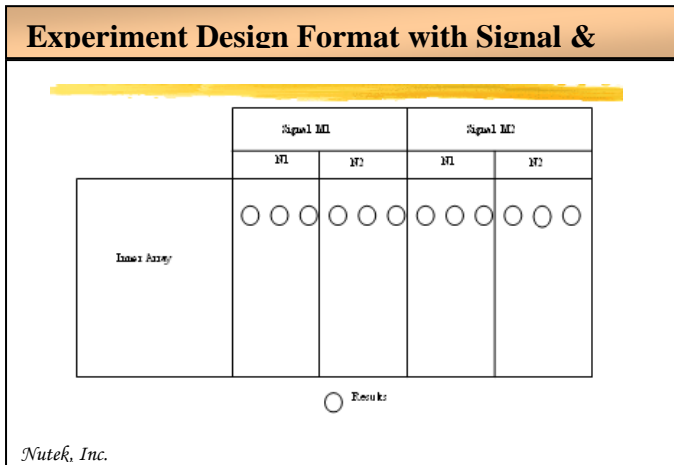 Experiment Design Format with Signal &
Signal M1 Signal M2
N1 N2 N1 N2
Inner Array
Results
Nutek, Inc.